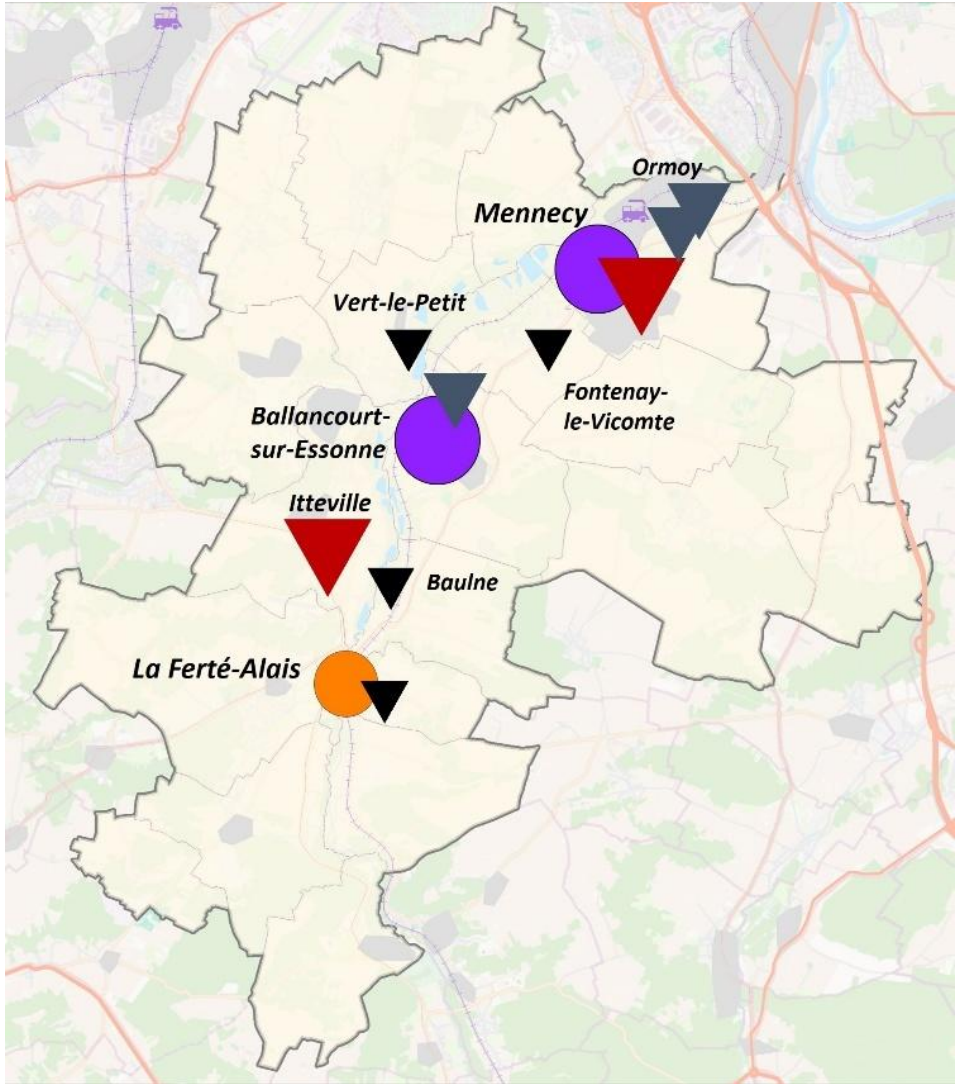 Ormoy
Mennecy
Vert-le-Petit
Fontenay-
le-Vicomte
Ballancourt-
sur-Essonne
Itteville
Baulne
La Ferté-Alais